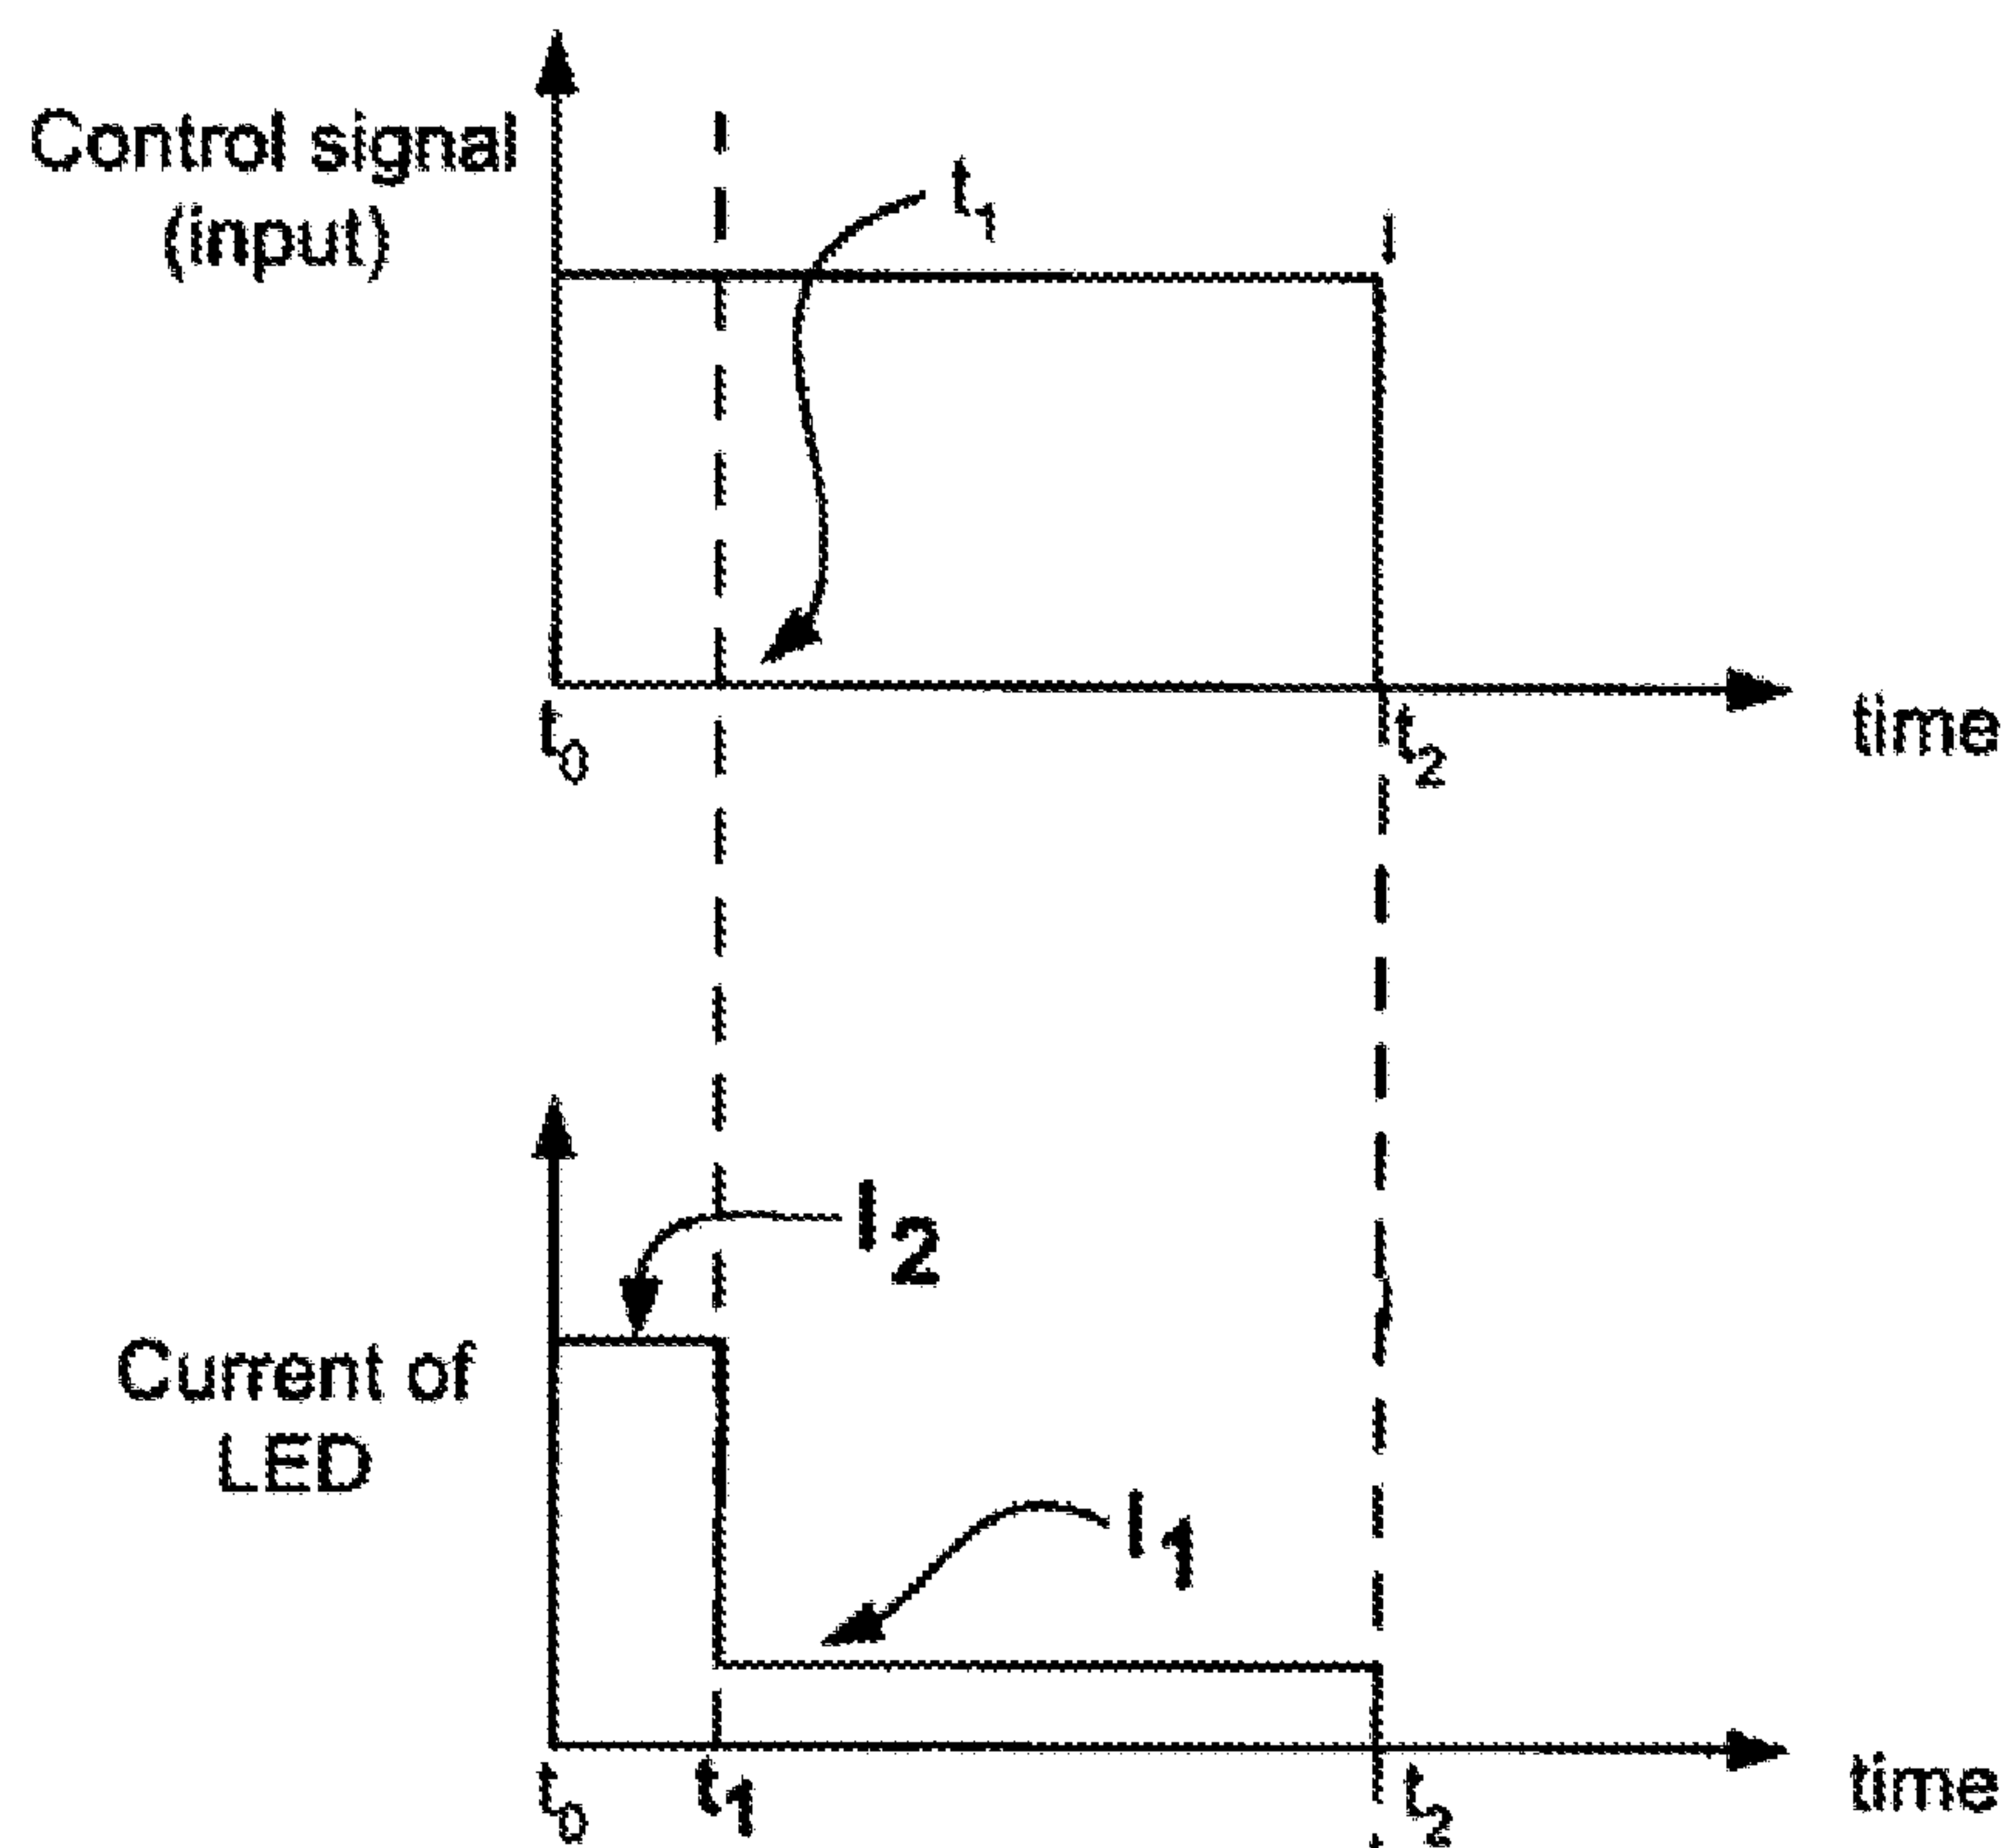 Control signal
(input)
t₁
t₀
t₂
time
I₂
Current of
LED
I₁
t₀
t₁
t₂
time